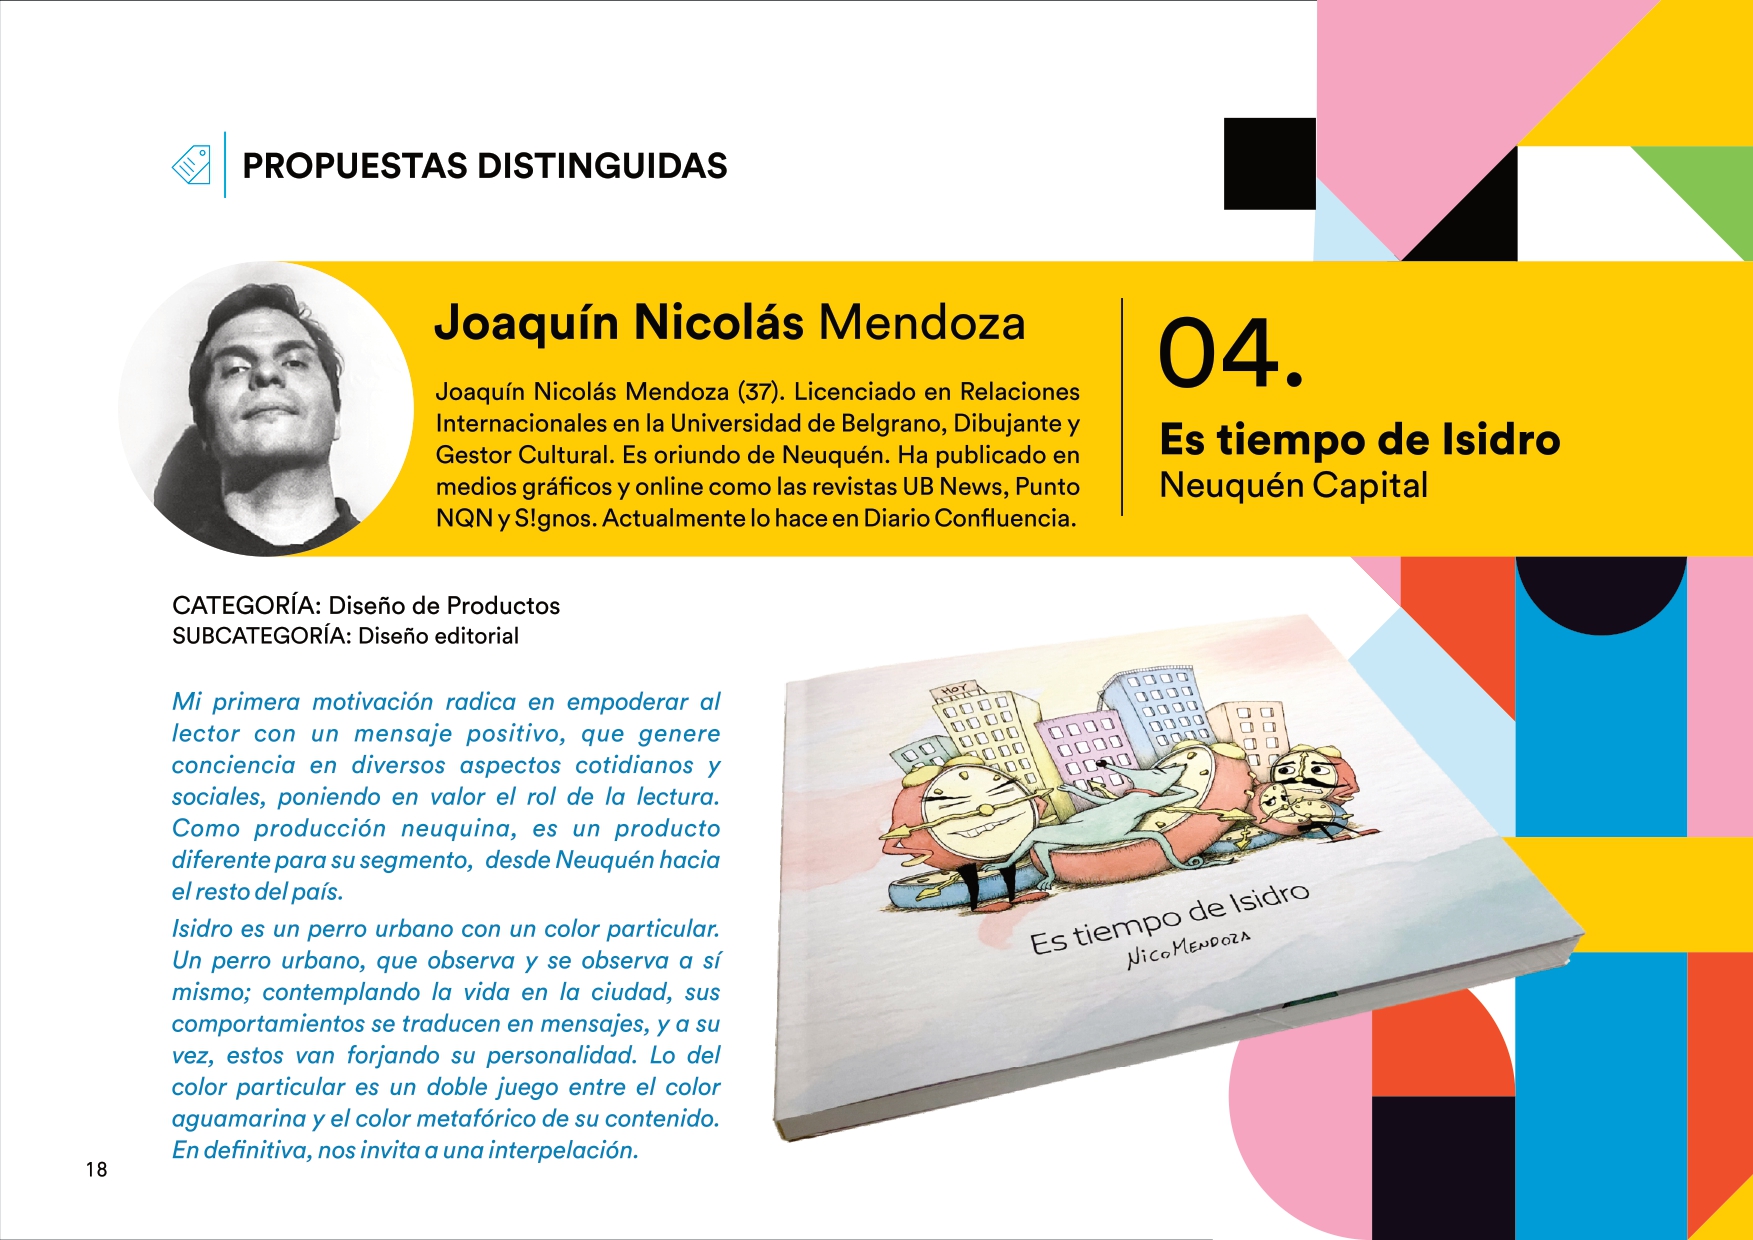 PROPUESTAS DISTINGUIDAS
Joaquín Nicolás Mendoza
Joaquín Nicolás Mendoza (37). Licenciado en Relaciones
Internacionales en la Universidad de Belgrano, Dibujante y
Gestor Cultural. Es oriundo de Neuquén. Ha publicado en
medios gráficos y online como las revistas UB News, Punto
NQN y S!gnos. Actualmente lo hace en Diario Confluencia.
04.
Es tiempo de Isidro
Neuquén Capital
CATEGORÍA: Diseño de Productos
SUBCATEGORÍA: Diseño editorial
Mi primera motivación radica en empoderar al
lector con un mensaje positivo, que genere
conciencia en diversos aspectos cotidianos y
sociales, poniendo en valor el rol de la lectura.
Como producción neuquina, es un producto
diferente para su segmento, desde Neuquén hacia
el resto del país.
Isidro es un perro urbano con un color particular.
Un perro urbano, que observa y se observa a sí
mismo; contemplando la vida en la ciudad, sus
comportamientos se traducen en mensajes, y a su
vez, estos van forjando su personalidad. Lo del
color particular es un doble juego entre el color
aguamarina y el color metafórico de su contenido.
En definitiva, nos invita a una interpelación.
HOY
Es tiempo de Isidro
NICO MENDOZA
18